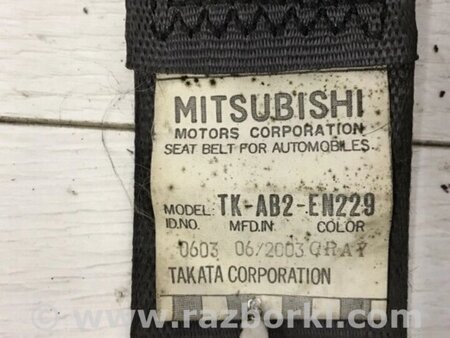 MITSUBISHI
MOTORS CORPORATION
SEAT BELT FOR AUTOMOBILES.
MODEL: TK-AB2-EN229
ID.NO. MFD.IN COLOR
0603 06/2003 GRAY
TAKATA CORPORATION
www.razborki.com